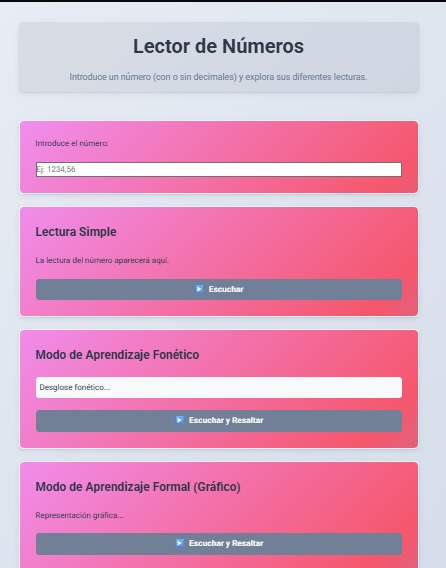 Lector de Números
Introduce un número (con o sin decimales) y explora sus diferentes lecturas.
Introduce el número:
Ej: 1234,56
Lectura Simple
La lectura del número aparecerá aquí.
▶ Escuchar
Modo de Aprendizaje Fonético
Desglose fonético...
▶ Escuchar y Resaltar
Modo de Aprendizaje Formal (Gráfico)
Representación gráfica...
▶ Escuchar y Resaltar